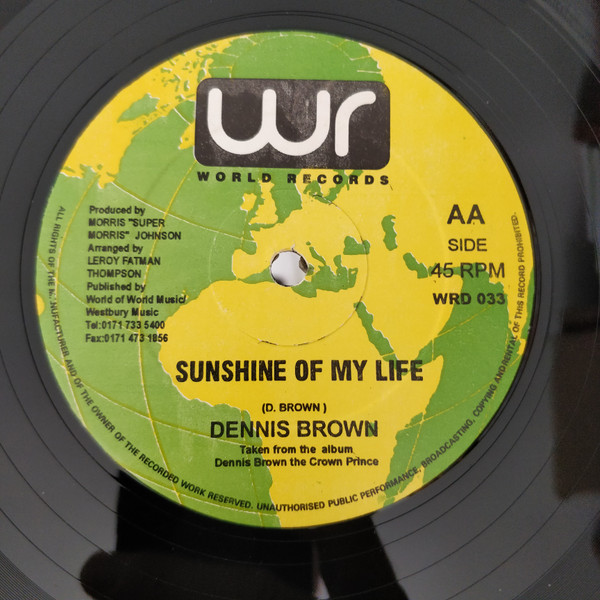 wr
WORLD RECORDS
Produced by
MORRIS "SUPER
MORRIS" JOHNSON
Arranged by
LEROY FATMAN
THOMPSON
Published by
World of World Music/
Westbury Music
Tel:0171 733 5400
Fax:0171 473 1856
AA
SIDE
45 RPM
WRD 033
SUNSHINE OF MY LIFE
(D. BROWN)
DENNIS BROWN
Taken from the album
Dennis Brown the Crown Prince
ALL RIGHTS OF THE MANUFACTURER AND OF THE OWNER OF THE RECORDED WORK RESERVED. UNAUTHORISED PUBLIC PERFORMANCE, BROADCASTING, COPYING AND RENTAL OF THIS RECORD PROHIBITED.